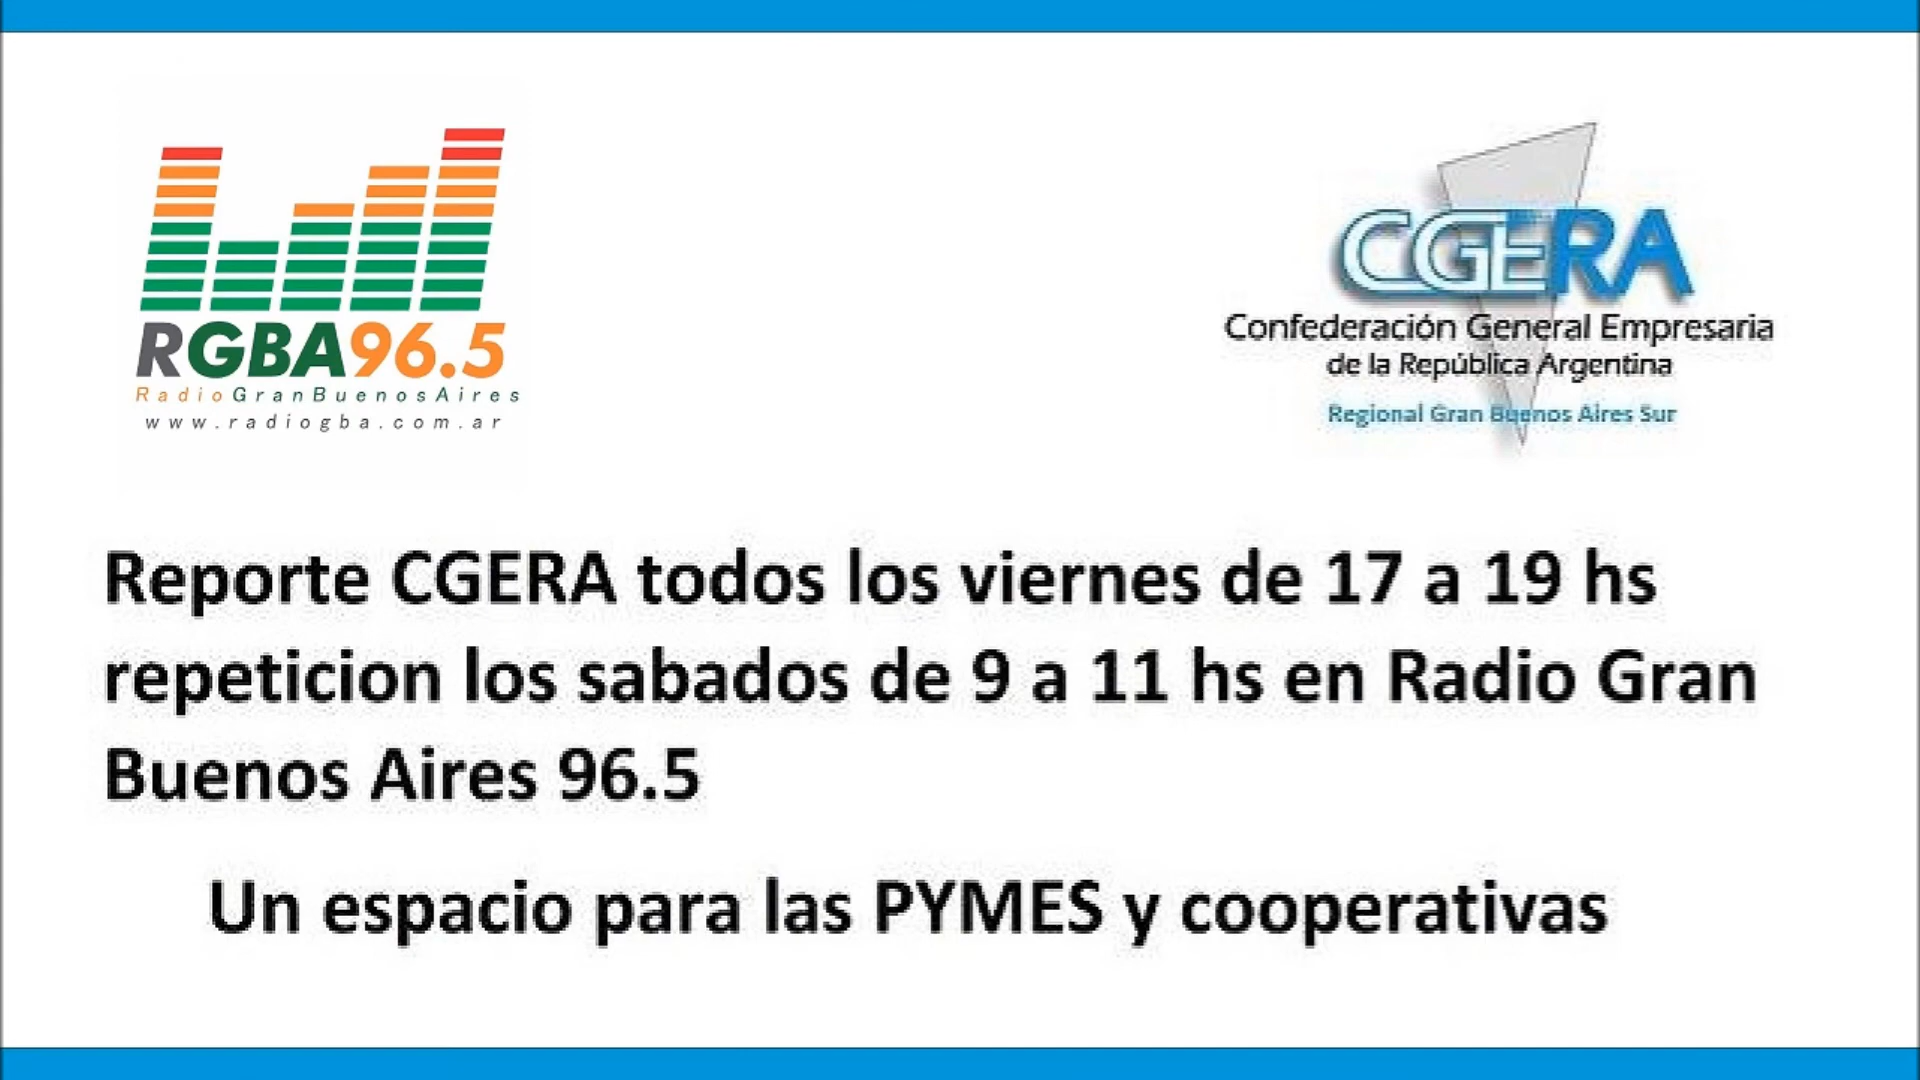 RGBA96.5
RadioGranBuenosAires
www.radiogba.com.ar
CGERA
Confederación General Empresaria
de la República Argentina
Regional Gran Buenos Aires Sur
Reporte CGERA todos los viernes de 17 a 19 hs
repeticion los sabados de 9 a 11 hs en Radio Gran
Buenos Aires 96.5
Un espacio para las PYMES y cooperativas